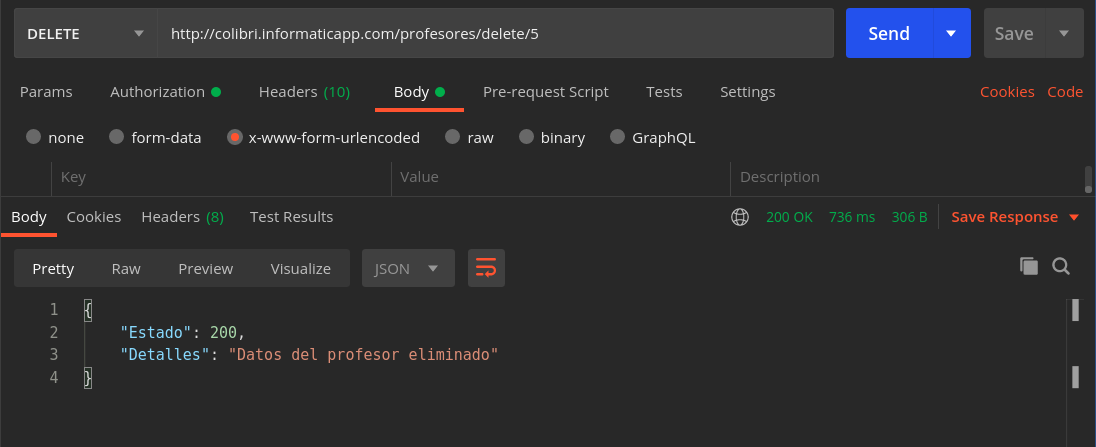 DELETE http://colibri.informaticapp.com/profesores/delete/5 Send Save
Params Authorization Headers (10) Body Pre-request Script Tests Settings Cookies Code
none form-data x-www-form-urlencoded raw binary GraphQL
Key Value Description
Body Cookies Headers (8) Test Results 200 OK 736 ms 306 B Save Response
Pretty Raw Preview Visualize JSON
1 {
2 "Estado": 200,
3 "Detalles": "Datos del profesor eliminado"
4 }